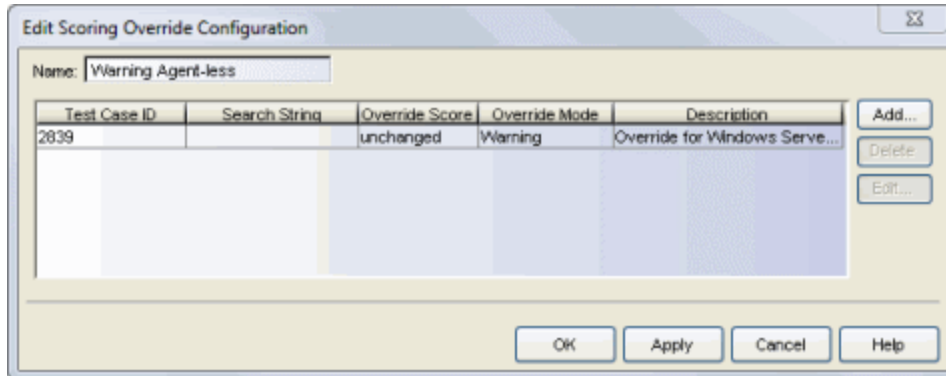 Edit Scoring Override Configuration
Name: Warning Agent-less
Test Case ID Search String Override Score Override Mode Description
2839 unchanged Warning Override for Windows Serve...
Add...
Delete
Edit...
OK Apply Cancel Help